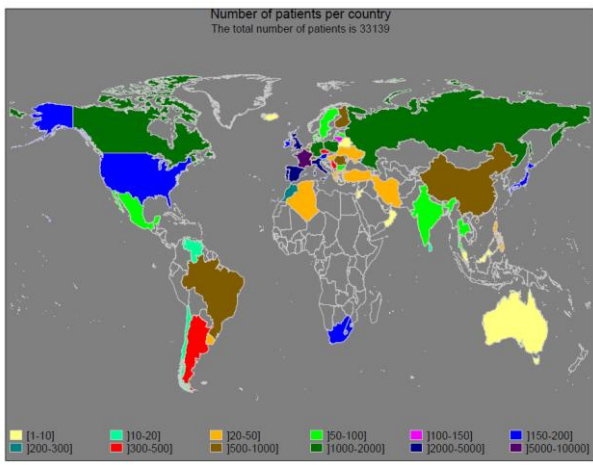 Number of patients per country
The total number of patients is 33139
[1-10] ]10-20] ]20-50] ]50-100] ]100-150] ]150-200]
]200-300] ]300-500] ]500-1000] ]1000-2000] ]2000-5000] ]5000-10000]